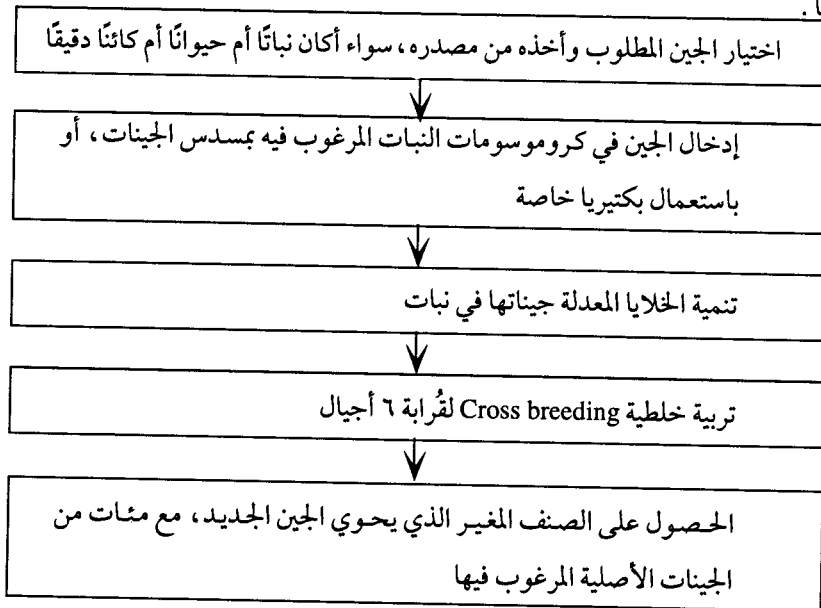 ا.
اختيار الجين المطلوب وأخذه من مصدره، سواء أكان نباتًا أم حيوانًا أم كائنًا دقيقًا
إدخال الجين في كروموسومات النبات المرغوب فيه بمسدس الجينات، أو
باستعمال بكتيريا خاصة
تنمية الخلايا المعدلة جيناتها في نبات
تربية خلطية Cross breeding لقُرابة ٦ أجيال
الحصول على الصنف المغير الذي يحوي الجين الجديد، مع مئات من
الجينات الأصلية المرغوب فيها